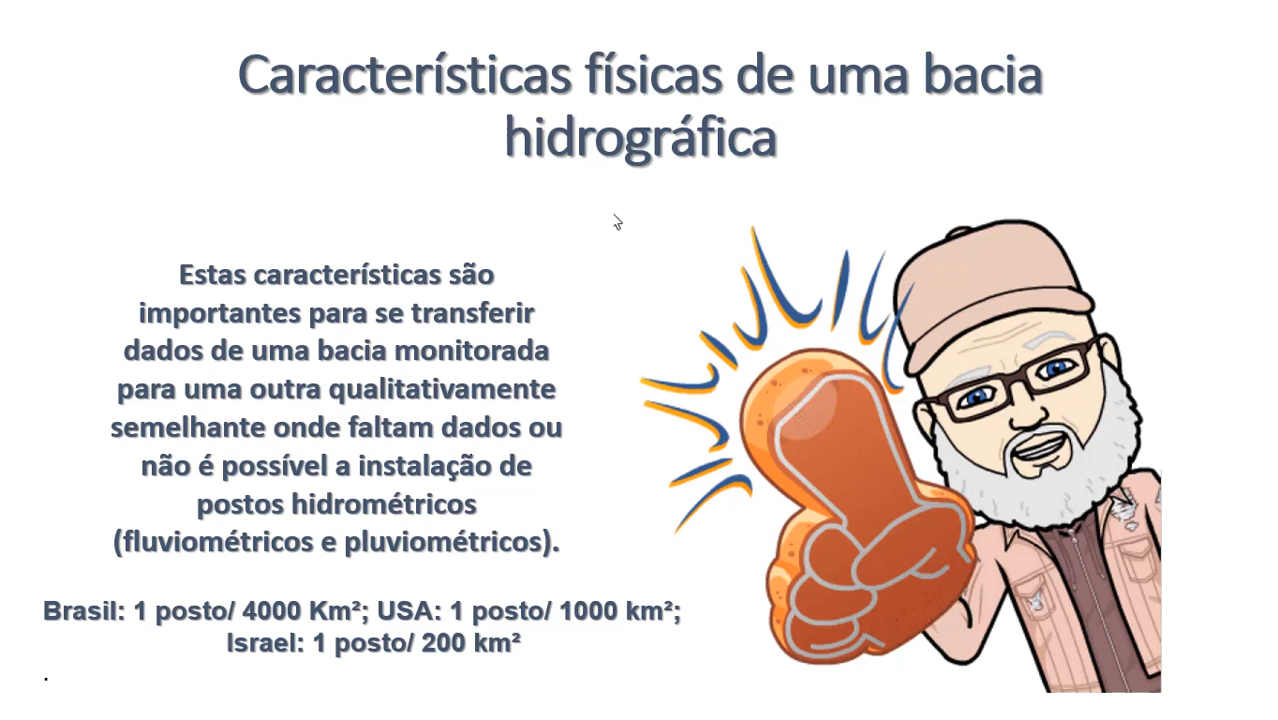 Características físicas de uma bacia
hidrográfica
Estas características são
importantes para se transferir
dados de uma bacia monitorada
para uma outra qualitativamente
semelhante onde faltam dados ou
não é possível a instalação de
postos hidrométricos
(fluviométricos e pluviométricos).
Brasil: 1 posto/ 4000 Km²; USA: 1 posto/ 1000 km²;
Israel: 1 posto/ 200 km²
.